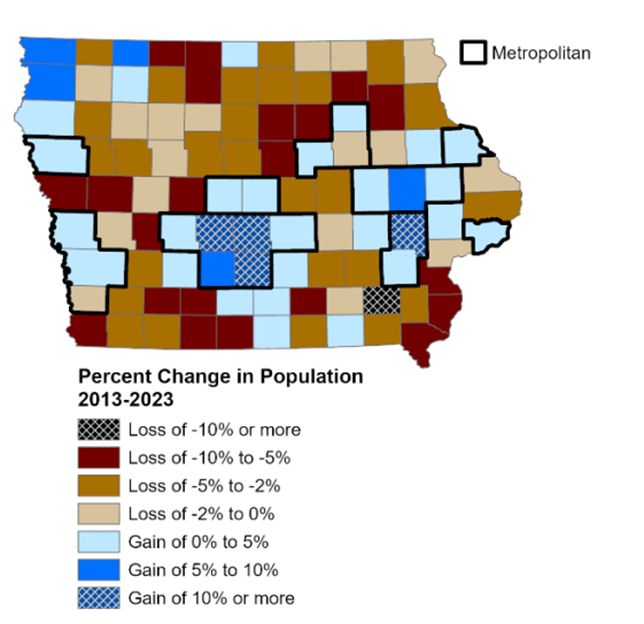 Metropolitan
Percent Change in Population
2013-2023
Loss of -10% or more
Loss of -10% to -5%
Loss of -5% to -2%
Loss of -2% to 0%
Gain of 0% to 5%
Gain of 5% to 10%
Gain of 10% or more